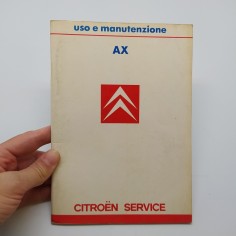 uso e manutenzione
AX
CITROËN SERVICE